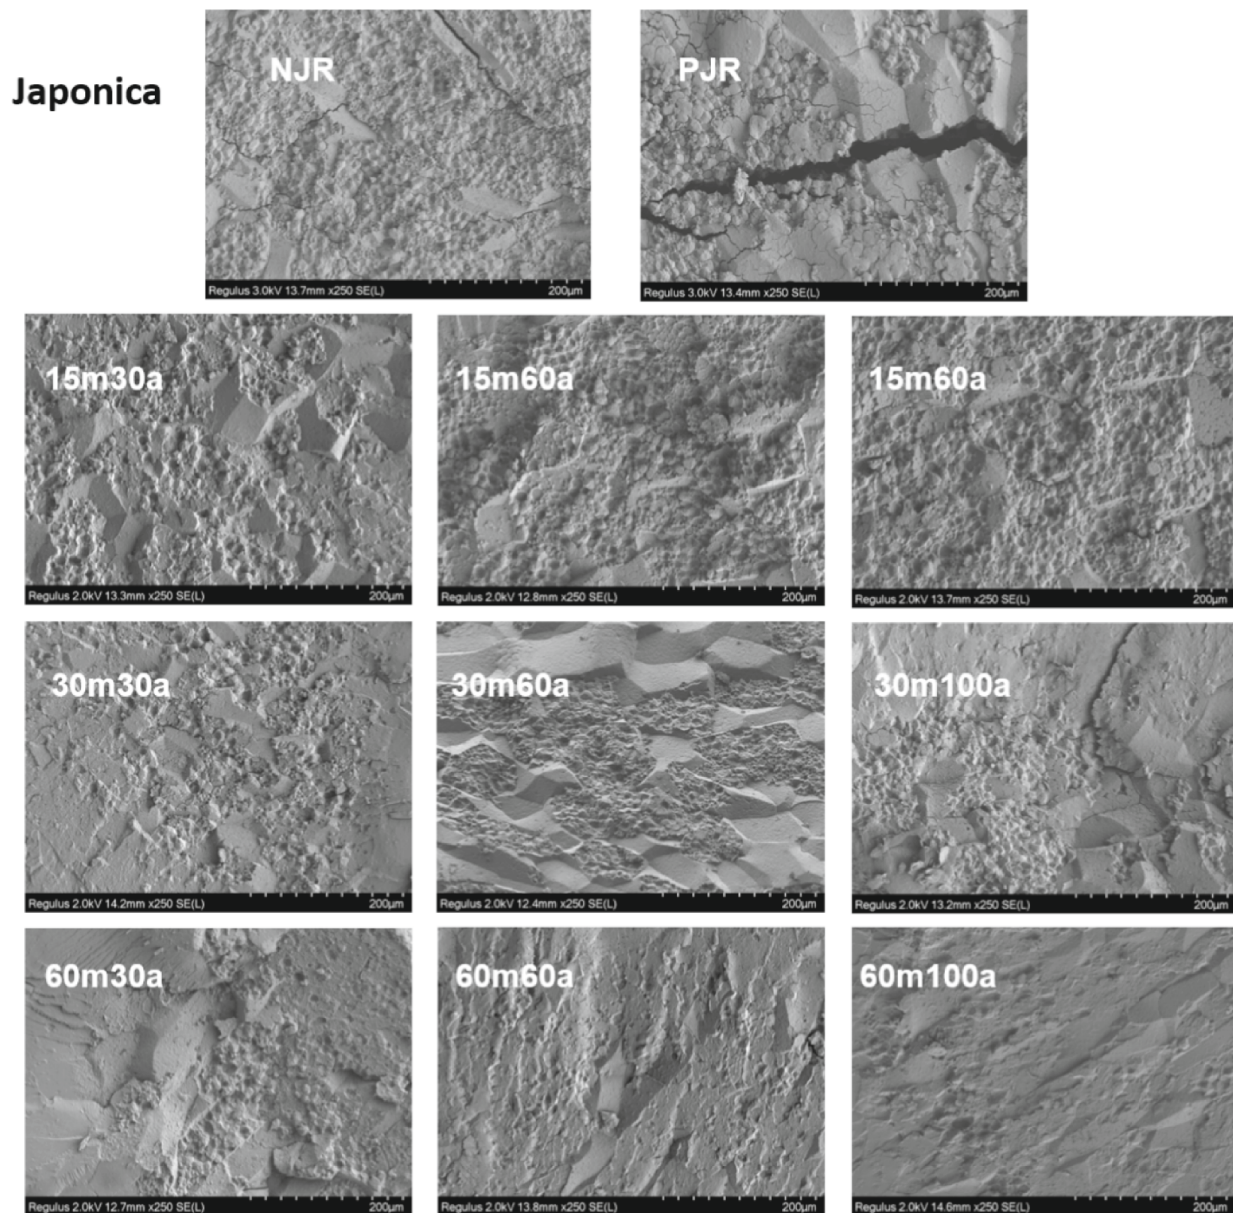 Japonica
NJR
Regulus 3.0kV 13.7mm x250 SE(L) 200µm
PJR
Regulus 3.0kV 13.4mm x250 SE(L) 200µm
15m30a
Regulus 2.0kV 13.3mm x250 SE(L) 200µm
15m60a
Regulus 2.0kV 12.8mm x250 SE(L) 200µm
15m60a
Regulus 2.0kV 13.7mm x250 SE(L) 200µm
30m30a
Regulus 2.0kV 14.2mm x250 SE(L) 200µm
30m60a
Regulus 2.0kV 12.4mm x250 SE(L) 200µm
30m100a
Regulus 2.0kV 13.2mm x250 SE(L) 200µm
60m30a
Regulus 2.0kV 12.7mm x250 SE(L) 200µm
60m60a
Regulus 2.0kV 13.8mm x250 SE(L) 200µm
60m100a
Regulus 2.0kV 14.6mm x250 SE(L) 200µm